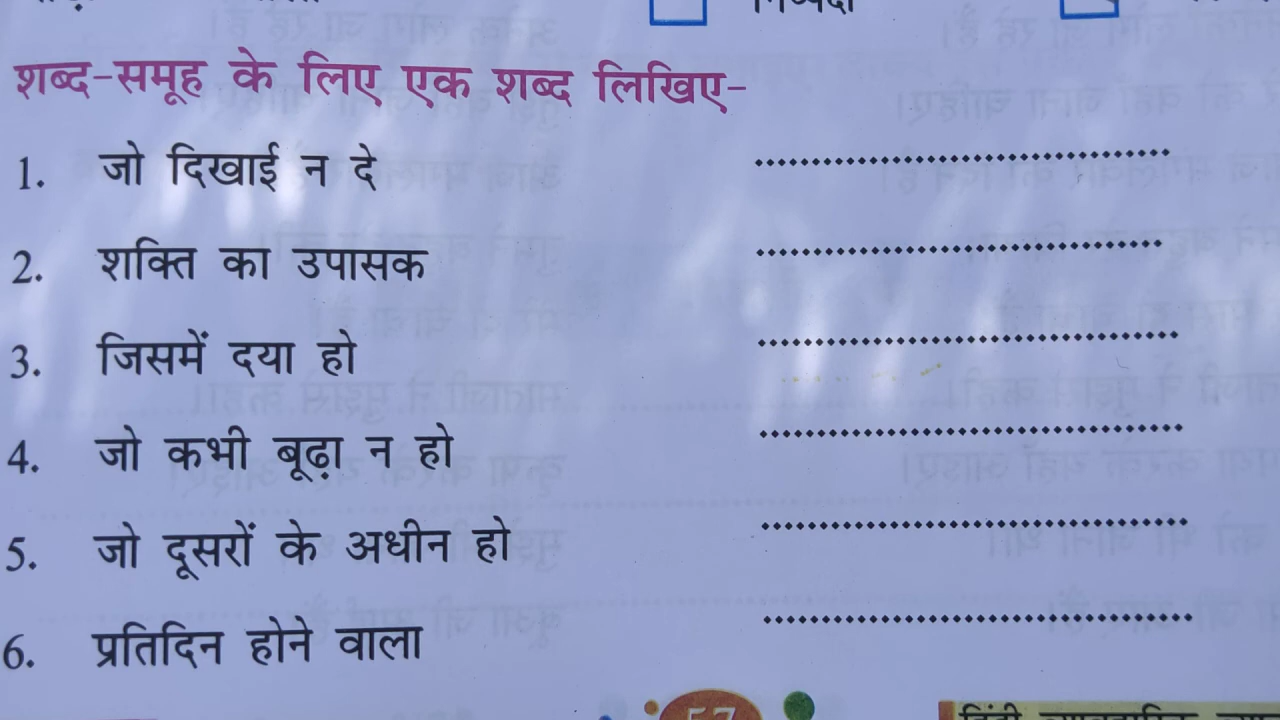 शब्द-समूह के लिए एक शब्द लिखिए-
1. जो दिखाई न दे ........................................
2. शक्ति का उपासक ........................................
3. जिसमें दया हो ........................................
4. जो कभी बूढ़ा न हो ........................................
5. जो दूसरों के अधीन हो ........................................
6. प्रतिदिन होने वाला ........................................
57